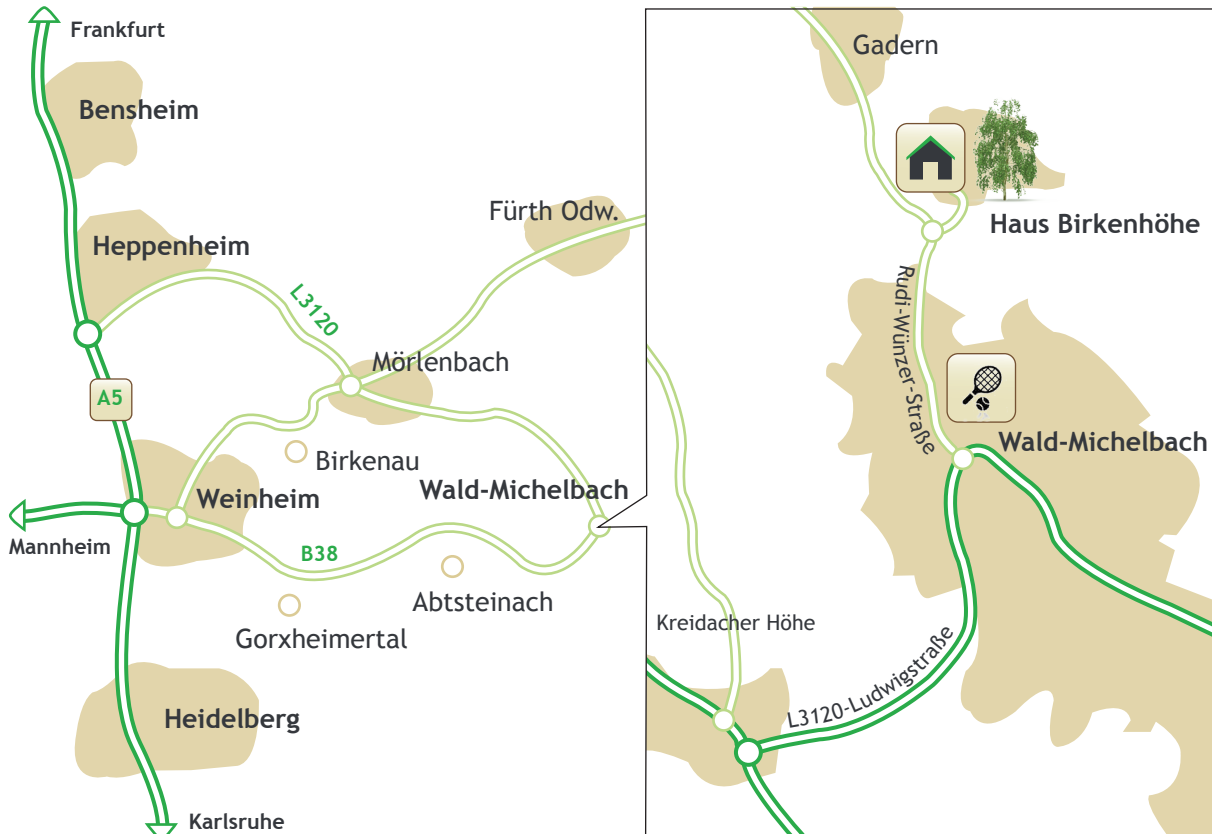 Frankfurt
Bensheim
Heppenheim
Fürth Odw.
L3120
Mörlenbach
A5
Birkenau
Weinheim
Wald-Michelbach
Mannheim
B38
Abtsteinach
Gorxheimertal
Heidelberg
Karlsruhe
Gadern
Haus Birkenhöhe
Rudi-Wünzer-Straße
Wald-Michelbach
Kreidacher Höhe
L3120-Ludwigstraße